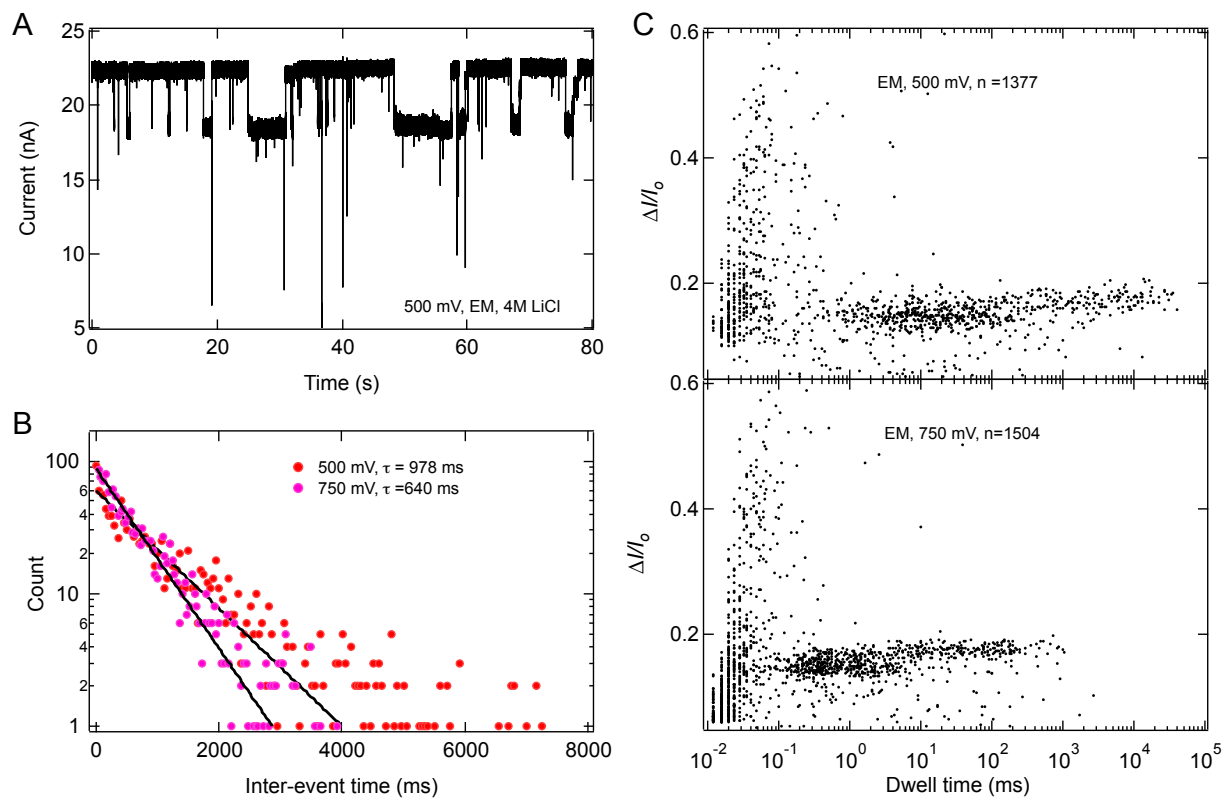 A
25
20
15
10
5
Current (nA)
500 mV, EM, 4M LiCl
0
20
40
60
80
Time (s)
B
100
6
4
2
10
6
4
2
1
Count
500 mV, τ = 978 ms
750 mV, τ =640 ms
0
2000
4000
6000
8000
Inter-event time (ms)
C
0.6
0.4
0.2
ΔI/Io
EM, 500 mV, n =1377
0.6
0.4
0.2
ΔI/Io
EM, 750 mV, n=1504
10-2
10-1
100
101
102
103
104
105
Dwell time (ms)